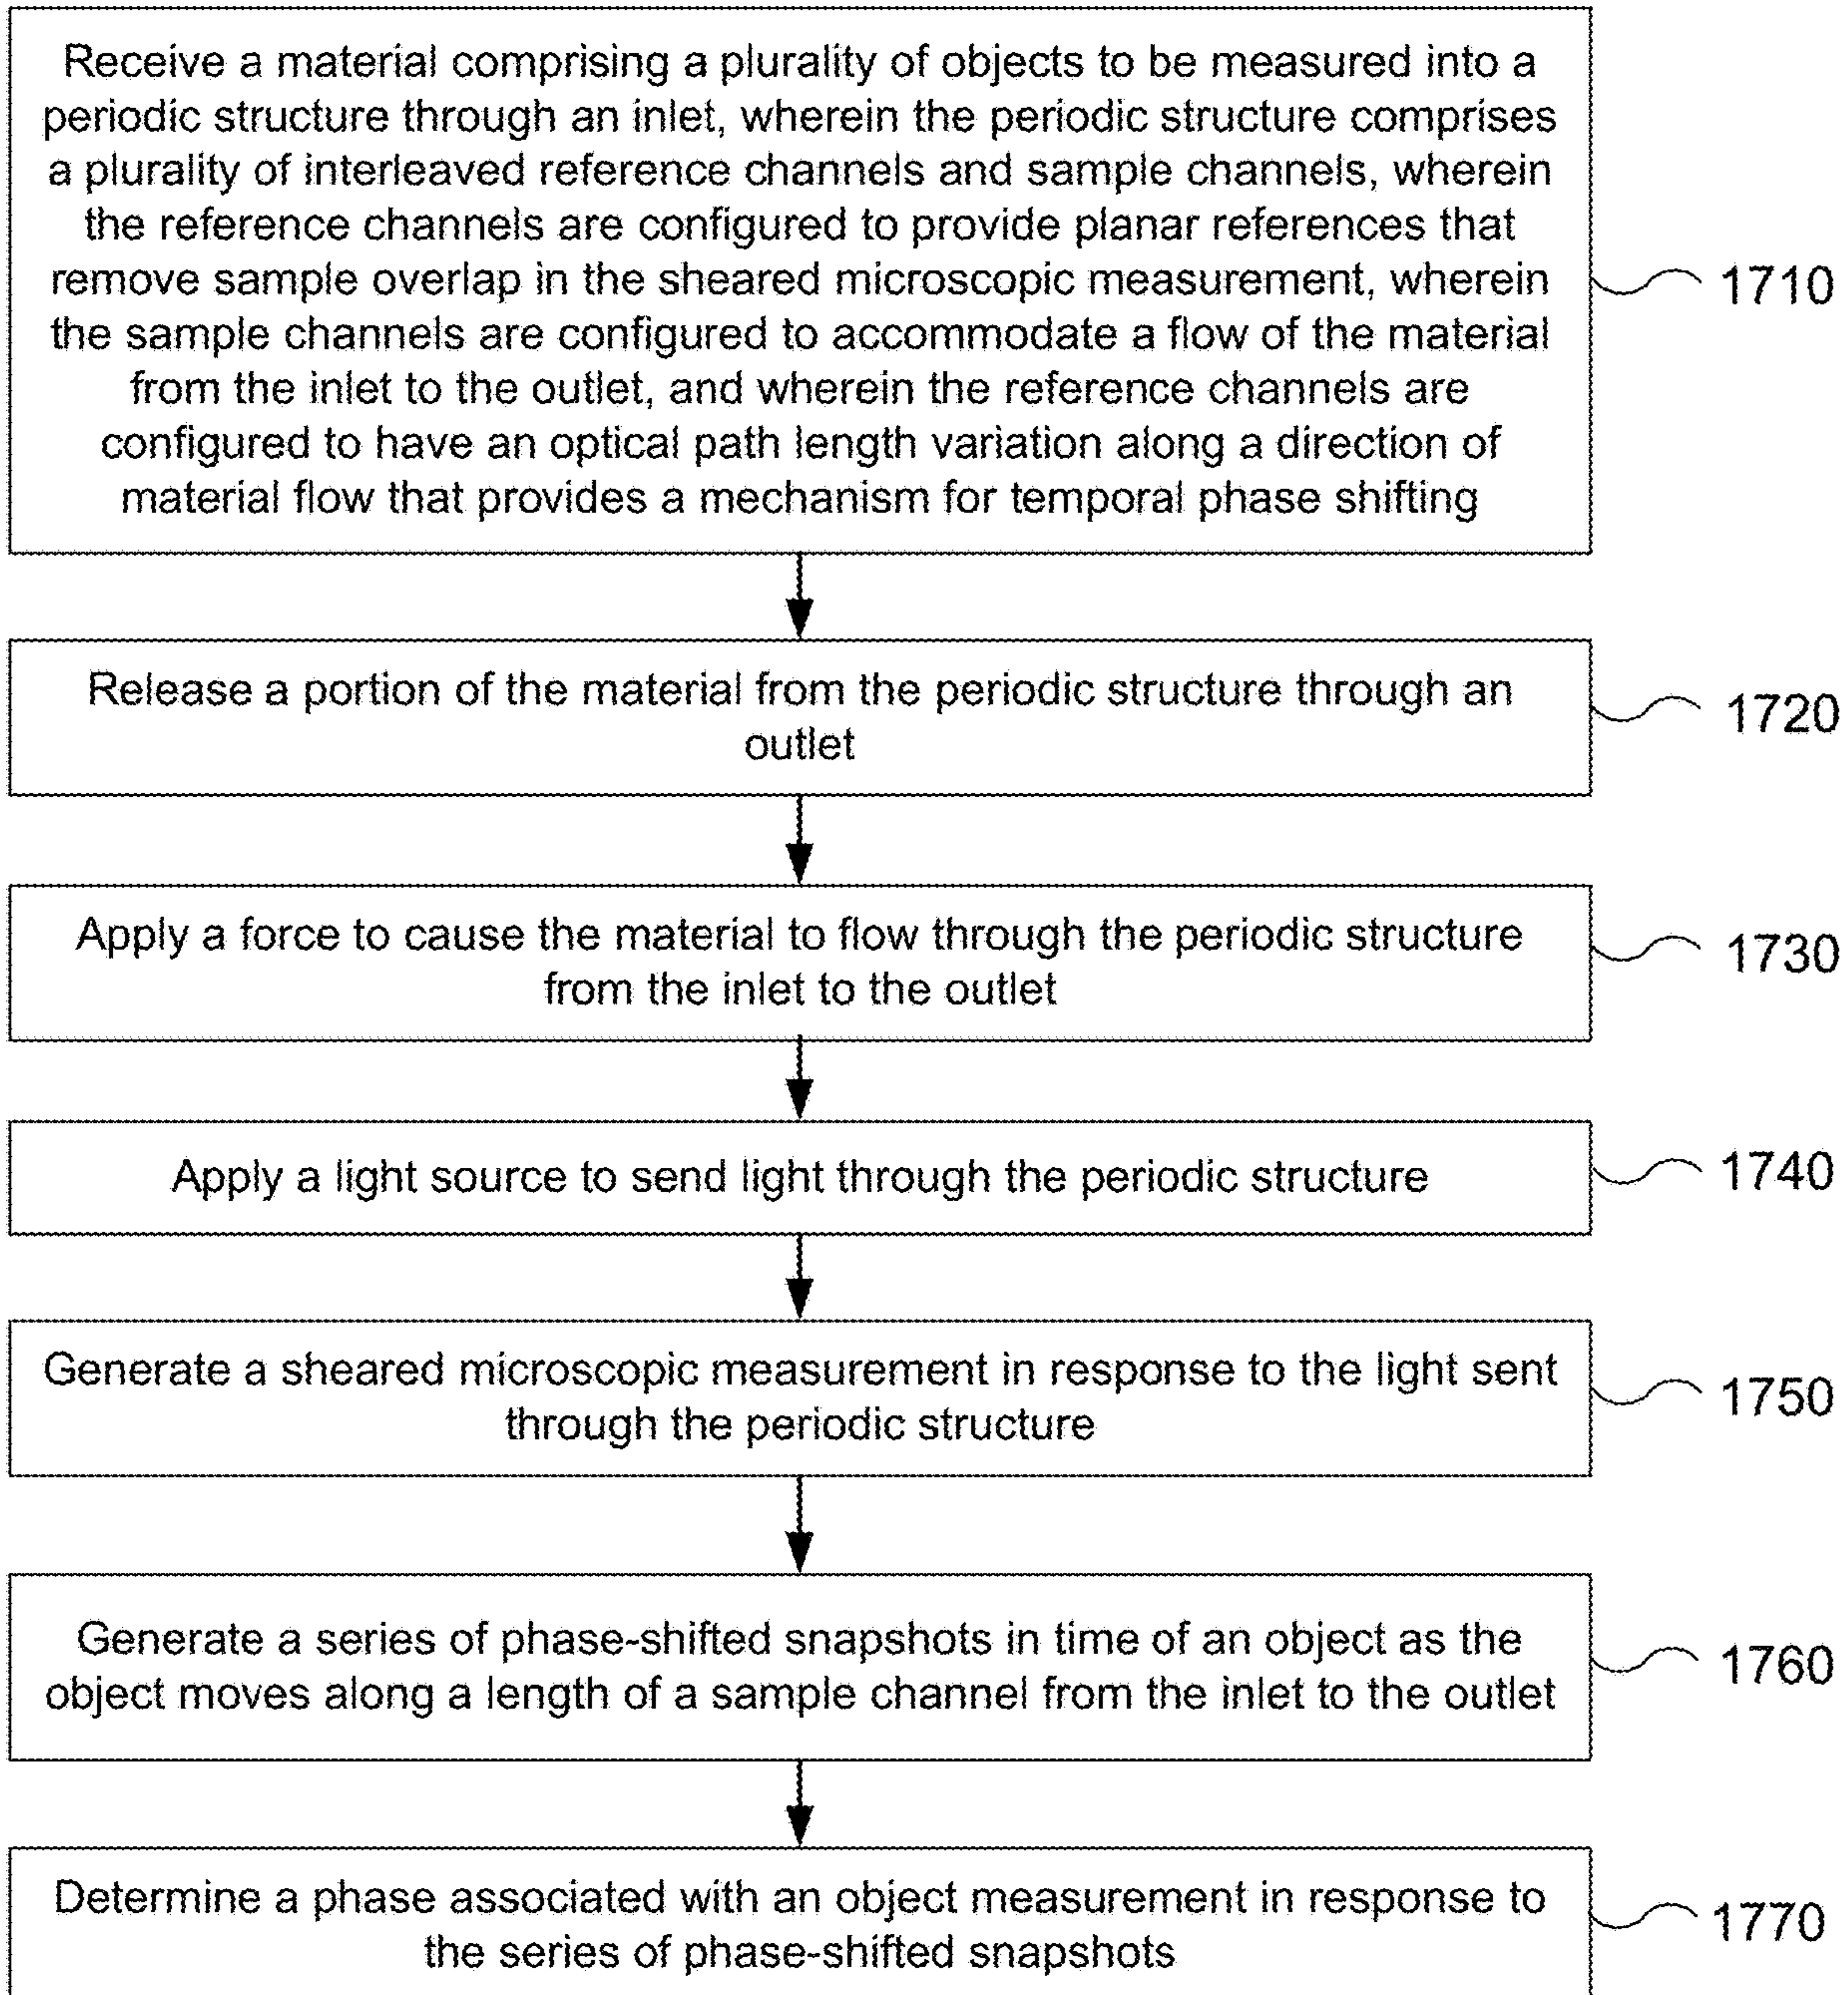 Receive a material comprising a plurality of objects to be measured into a
periodic structure through an inlet, wherein the periodic structure comprises
a plurality of interleaved reference channels and sample channels, wherein
the reference channels are configured to provide planar references that
remove sample overlap in the sheared microscopic measurement, wherein
the sample channels are configured to accommodate a flow of the material
from the inlet to the outlet, and wherein the reference channels are
configured to have an optical path length variation along a direction of
material flow that provides a mechanism for temporal phase shifting
1710
Release a portion of the material from the periodic structure through an
outlet
1720
Apply a force to cause the material to flow through the periodic structure
from the inlet to the outlet
1730
Apply a light source to send light through the periodic structure
1740
Generate a sheared microscopic measurement in response to the light sent
through the periodic structure
1750
Generate a series of phase-shifted snapshots in time of an object as the
object moves along a length of a sample channel from the inlet to the outlet
1760
Determine a phase associated with an object measurement in response to
the series of phase-shifted snapshots
1770